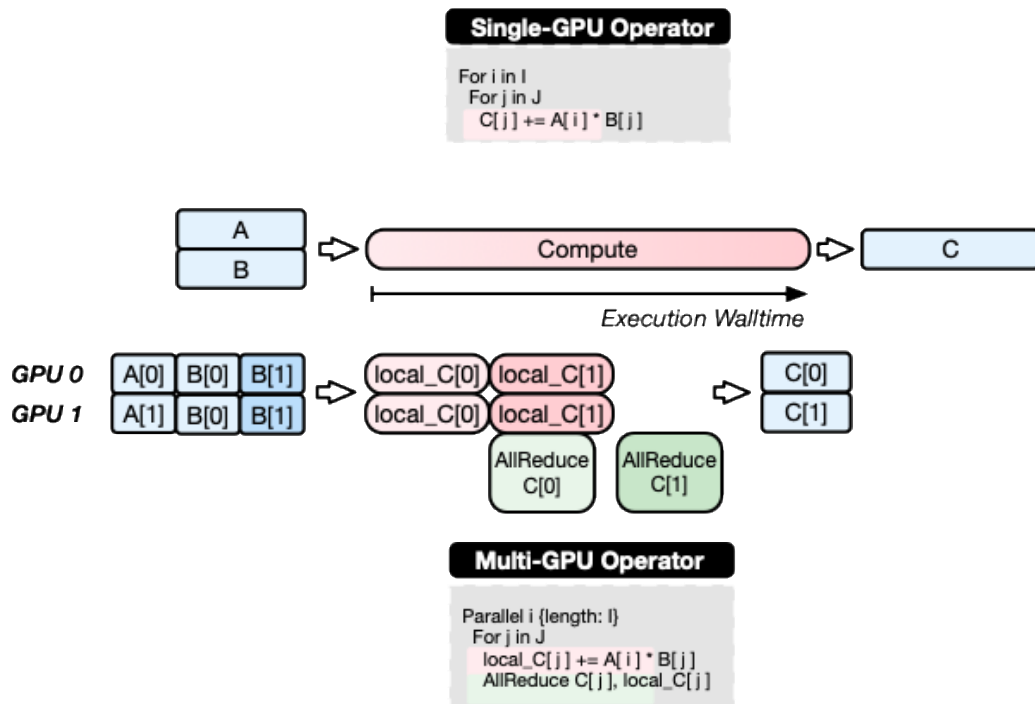 Single-GPU Operator
For i in I
For j in J
C[ j ] += A[ i ] * B[ j ]
A
B
Compute
C
Execution Walltime
GPU 0
A[0]
B[0]
B[1]
local_C[0]
local_C[1]
C[0]
GPU 1
A[1]
B[0]
B[1]
local_C[0]
local_C[1]
C[1]
AllReduce
C[0]
AllReduce
C[1]
Multi-GPU Operator
Parallel i {length: I}
For j in J
local_C[ j ] += A[ i ] * B[ j ]
AllReduce C[ j ], local_C[ j ]